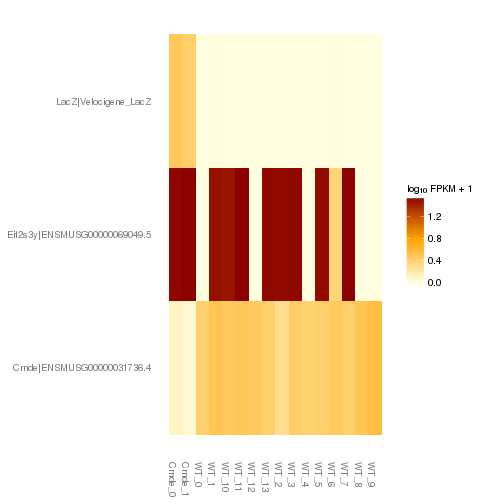 LacZ|Velocigene_LacZ
Eif2s3y|ENSMUSG00000069049.5
Cmde|ENSMUSG00000031736.4
log10 FPKM + 1
1.2
0.8
0.4
0.0
Cmde_0
Cmde_1
WT_0
WT_1
WT_10
WT_11
WT_12
WT_13
WT_2
WT_3
WT_4
WT_5
WT_6
WT_7
WT_8
WT_9